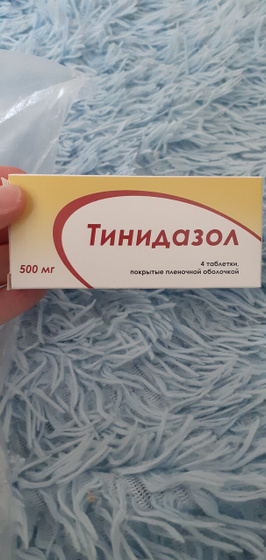 Тинидазол
4 таблетки,
покрытые пленочной оболочкой
500 мг